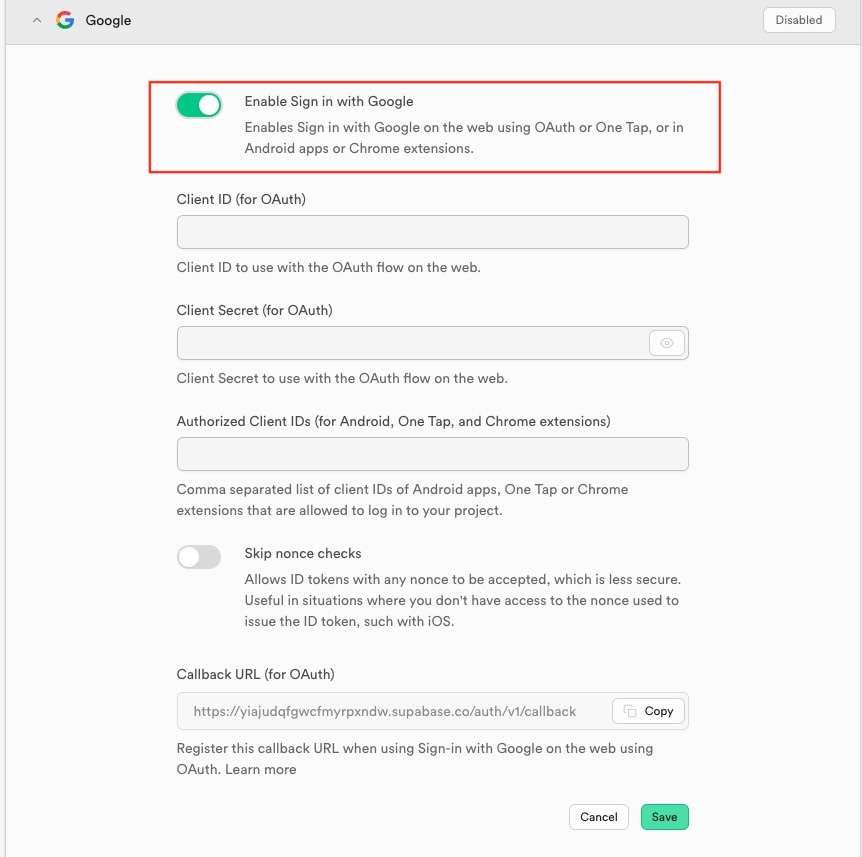 Google
Disabled
Enable Sign in with Google
Enables Sign in with Google on the web using OAuth or One Tap, or in
Android apps or Chrome extensions.
Client ID (for OAuth)
Client ID to use with the OAuth flow on the web.
Client Secret (for OAuth)
Client Secret to use with the OAuth flow on the web.
Authorized Client IDs (for Android, One Tap, and Chrome extensions)
Comma separated list of client IDs of Android apps, One Tap or Chrome
extensions that are allowed to log in to your project.
Skip nonce checks
Allows ID tokens with any nonce to be accepted, which is less secure.
Useful in situations where you don't have access to the nonce used to
issue the ID token, such with iOS.
Callback URL (for OAuth)
https://yiajudqfgwcfmyrpxndw.supabase.co/auth/v1/callback
Copy
Register this callback URL when using Sign-in with Google on the web using
OAuth. Learn more
Cancel
Save